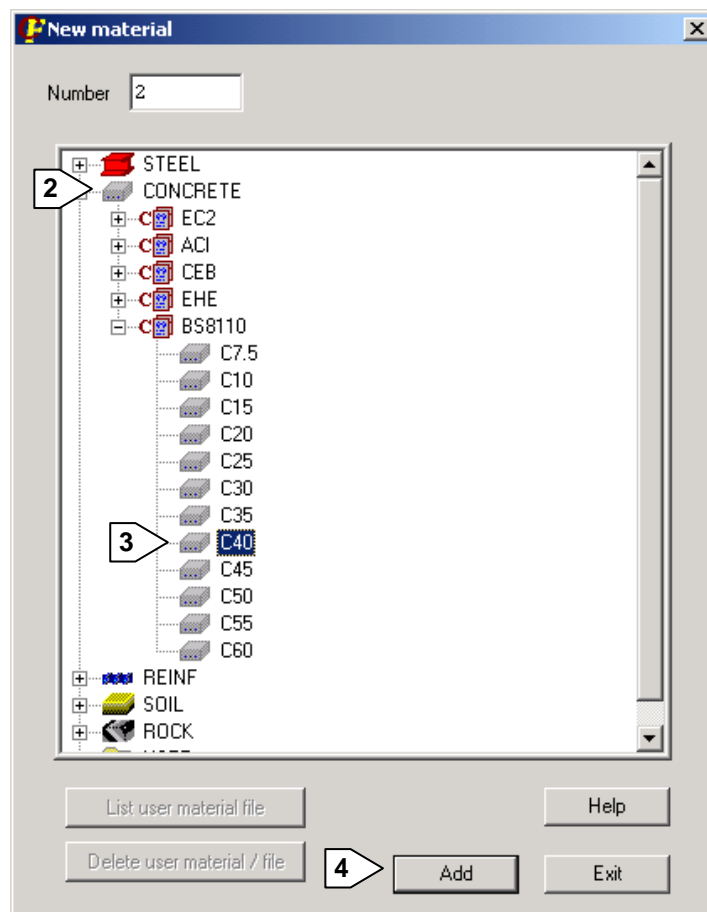 New material
Number 2
STEEL
2 CONCRETE
EC2
ACI
CEB
EHE
BS8110
C7.5
C10
C15
C20
C25
C30
C35
3 C40
C45
C50
C55
C60
REINF
SOIL
ROCK
List user material file Help
Delete user material / file 4 Add Exit